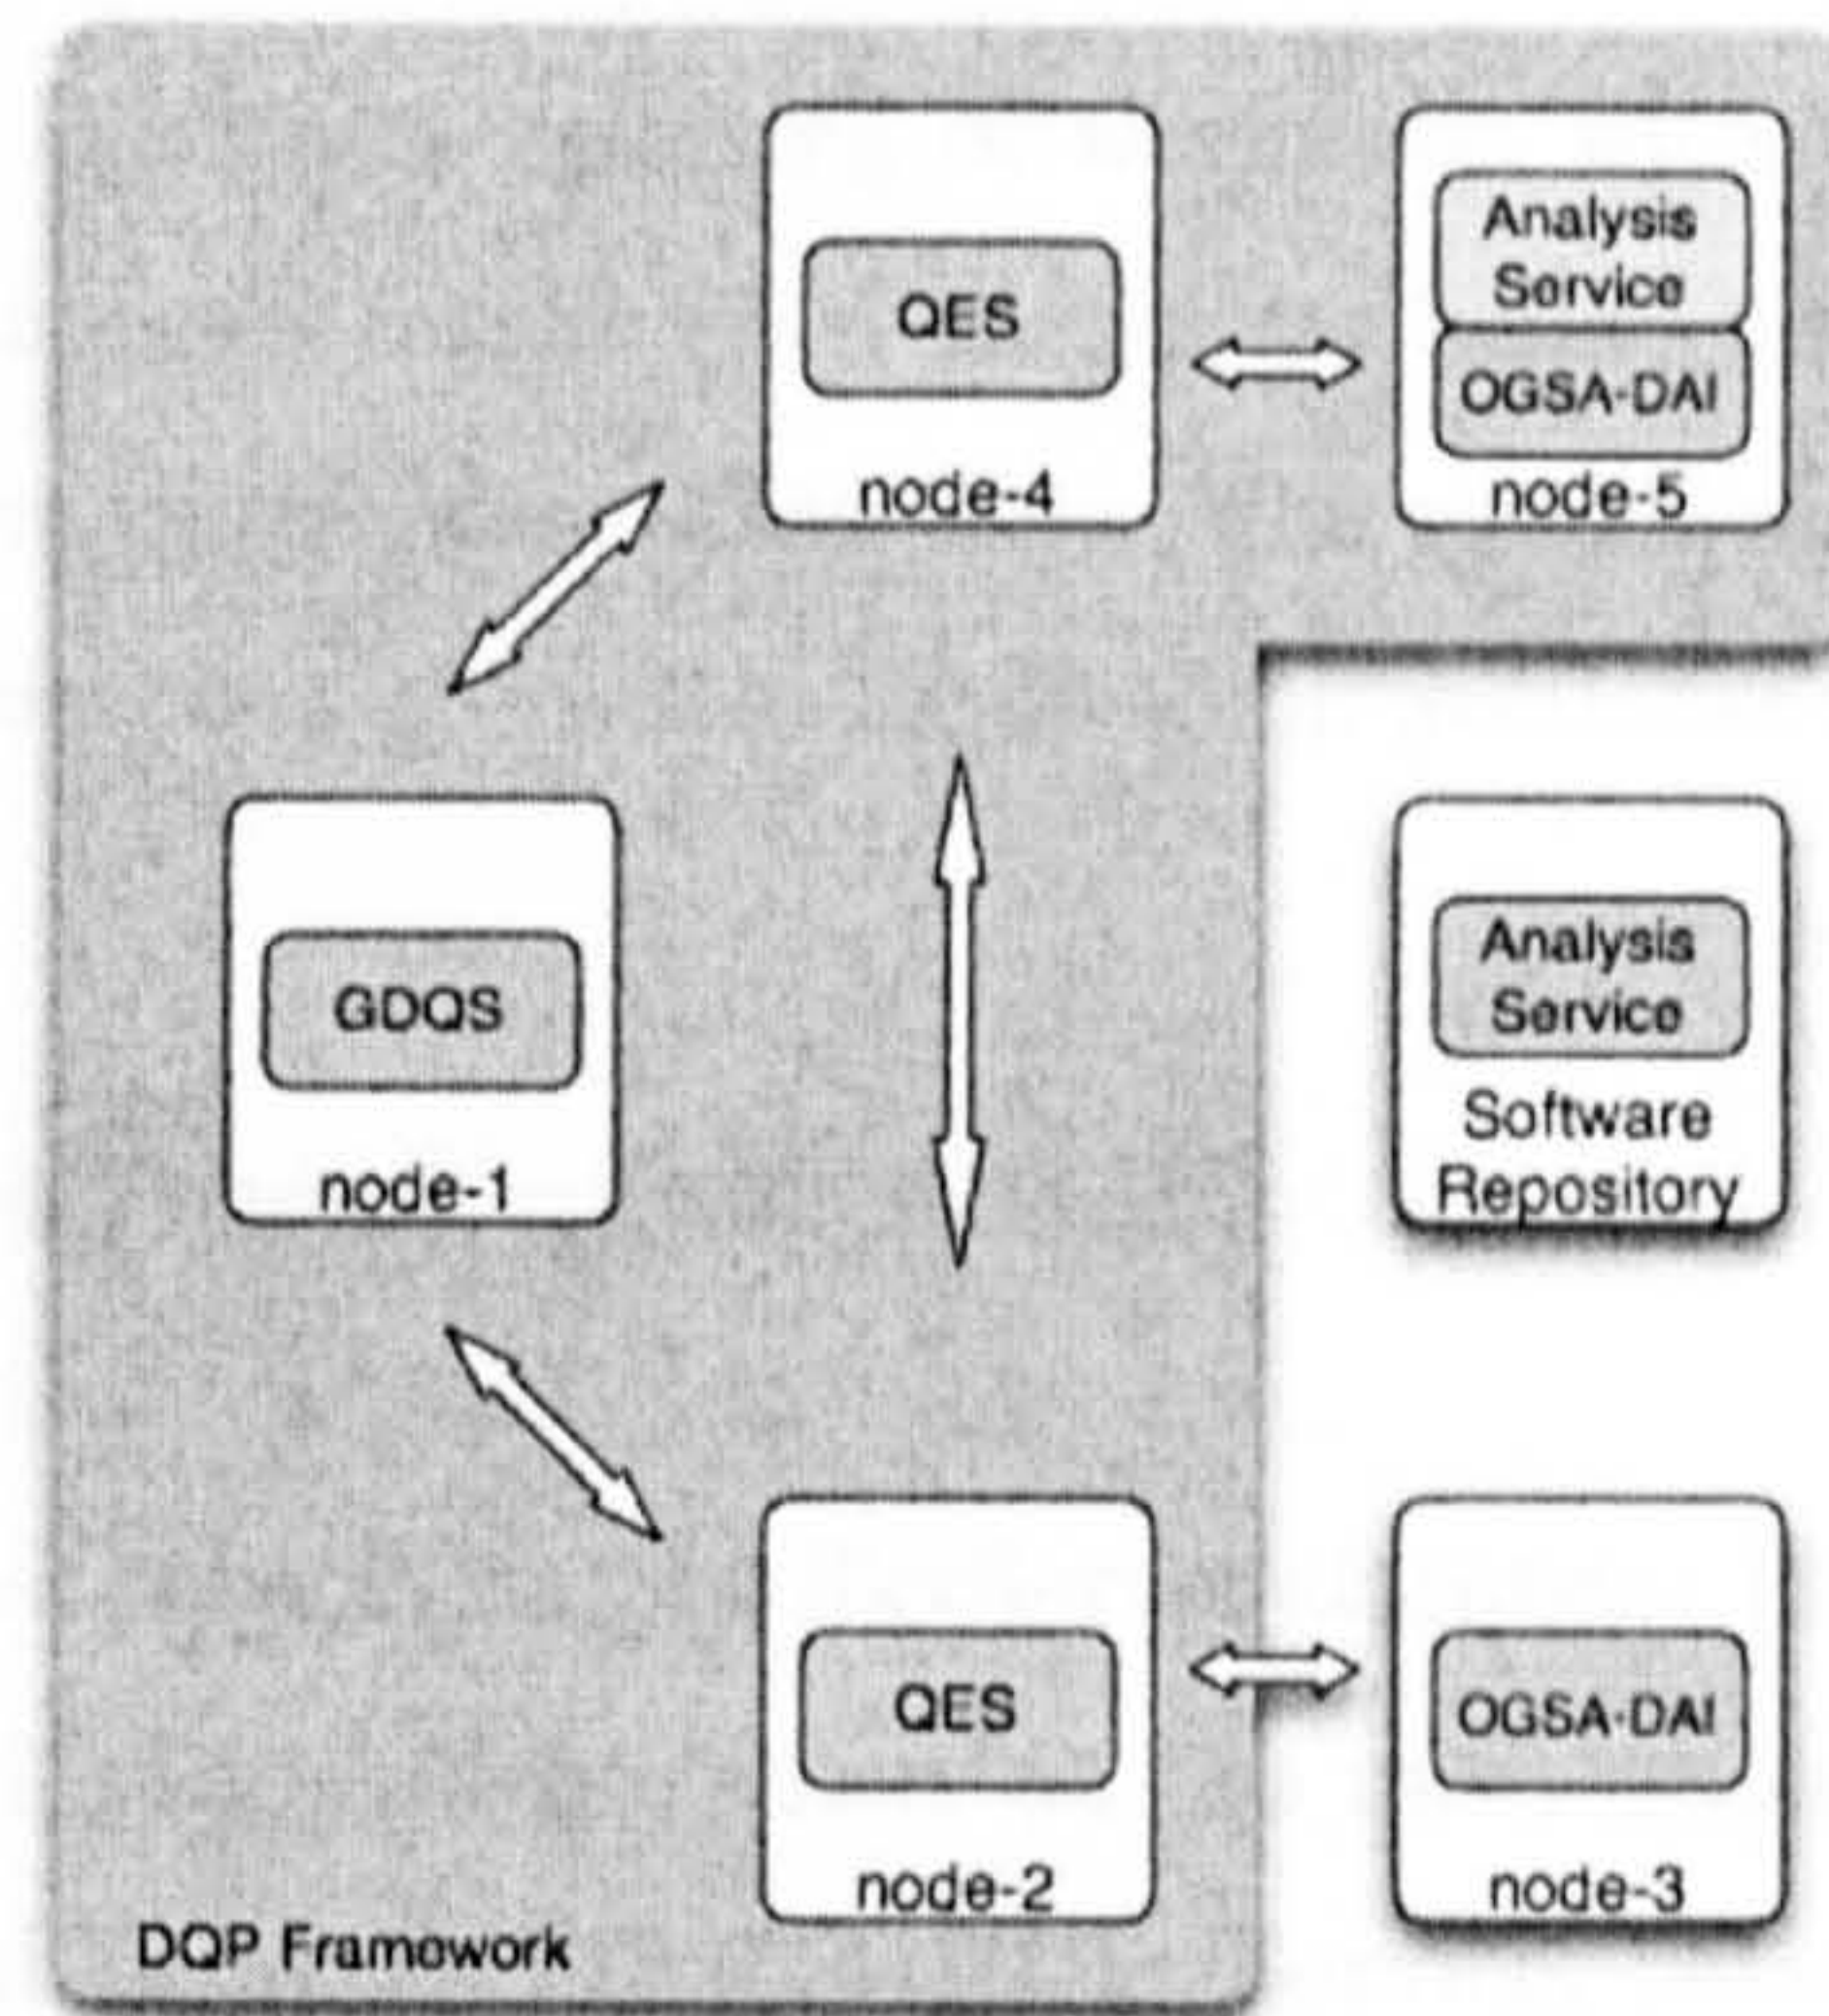 QES
node-4
Analysis
Service
OGSA-DAI
node-5
GDQS
node-1
Analysis
Service
Software
Repository
QES
node-2
OGSA-DAI
node-3
DQP Framework